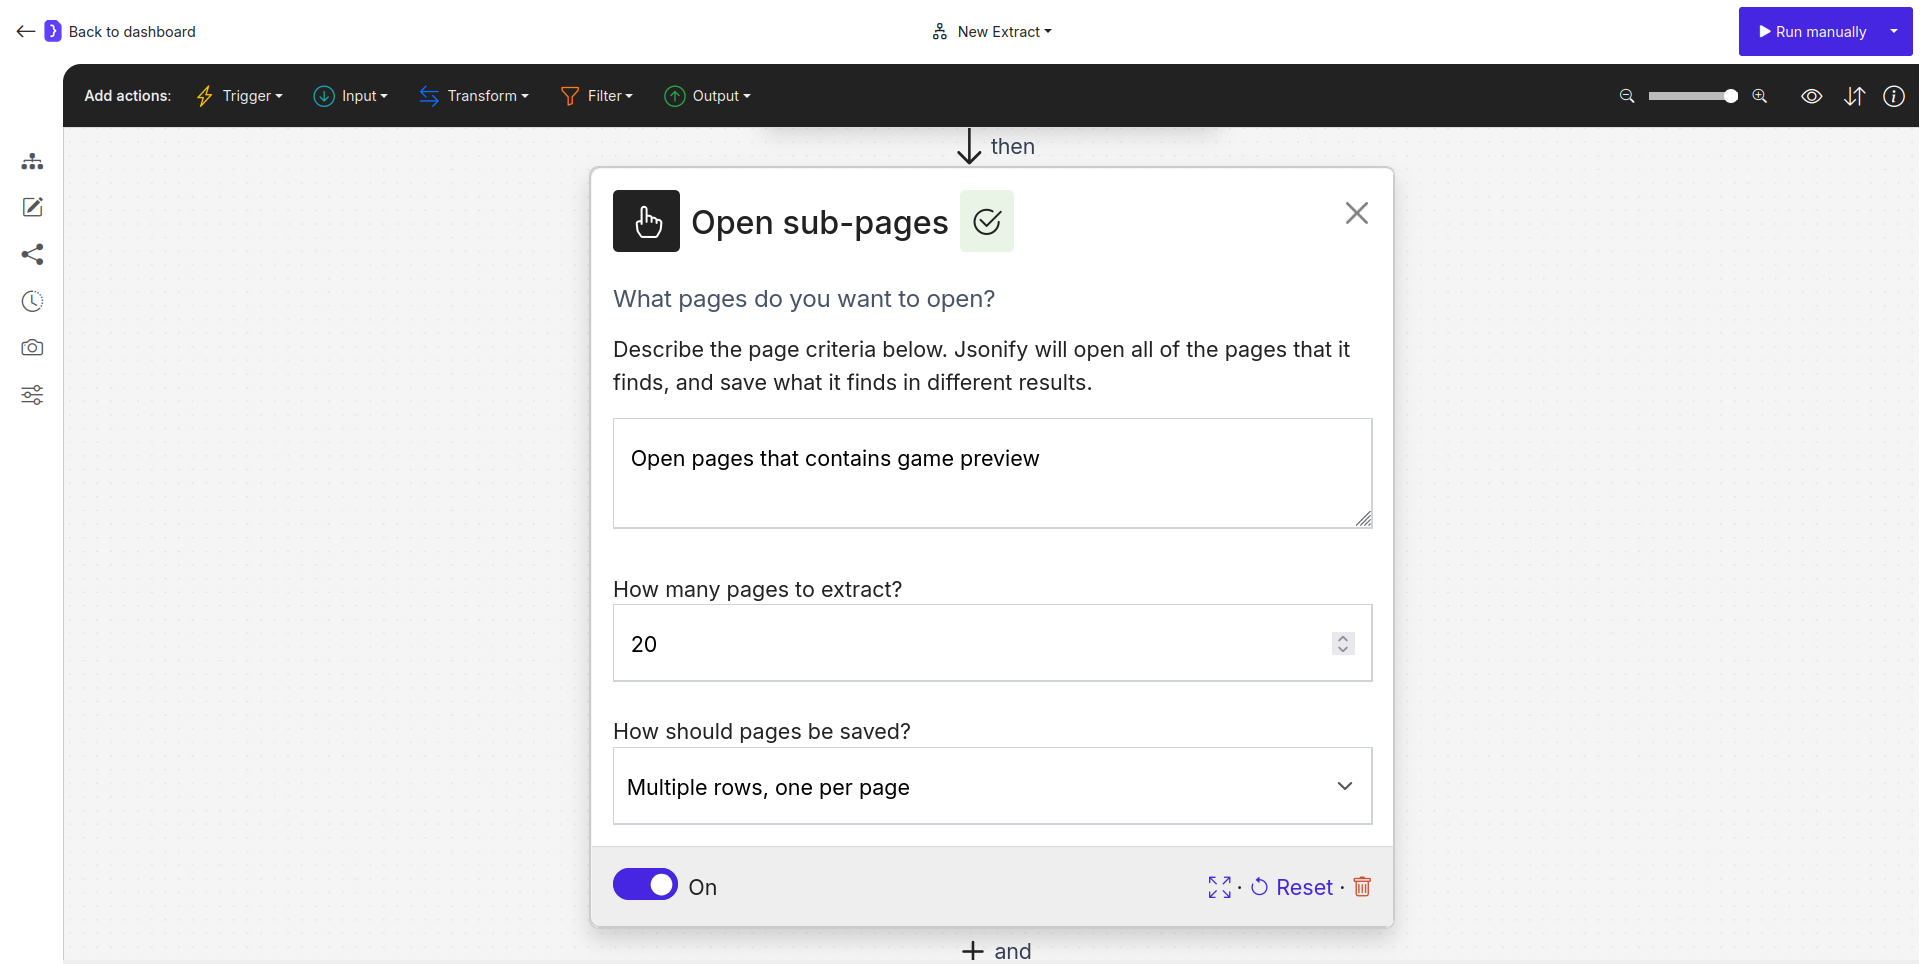 Back to dashboard
New Extract
Run manually
Add actions: Trigger Input Transform Filter Output
then
Open sub-pages
What pages do you want to open?
Describe the page criteria below. Jsonify will open all of the pages that it
finds, and save what it finds in different results.
Open pages that contains game preview
How many pages to extract?
20
How should pages be saved?
Multiple rows, one per page
On
· Reset ·
and